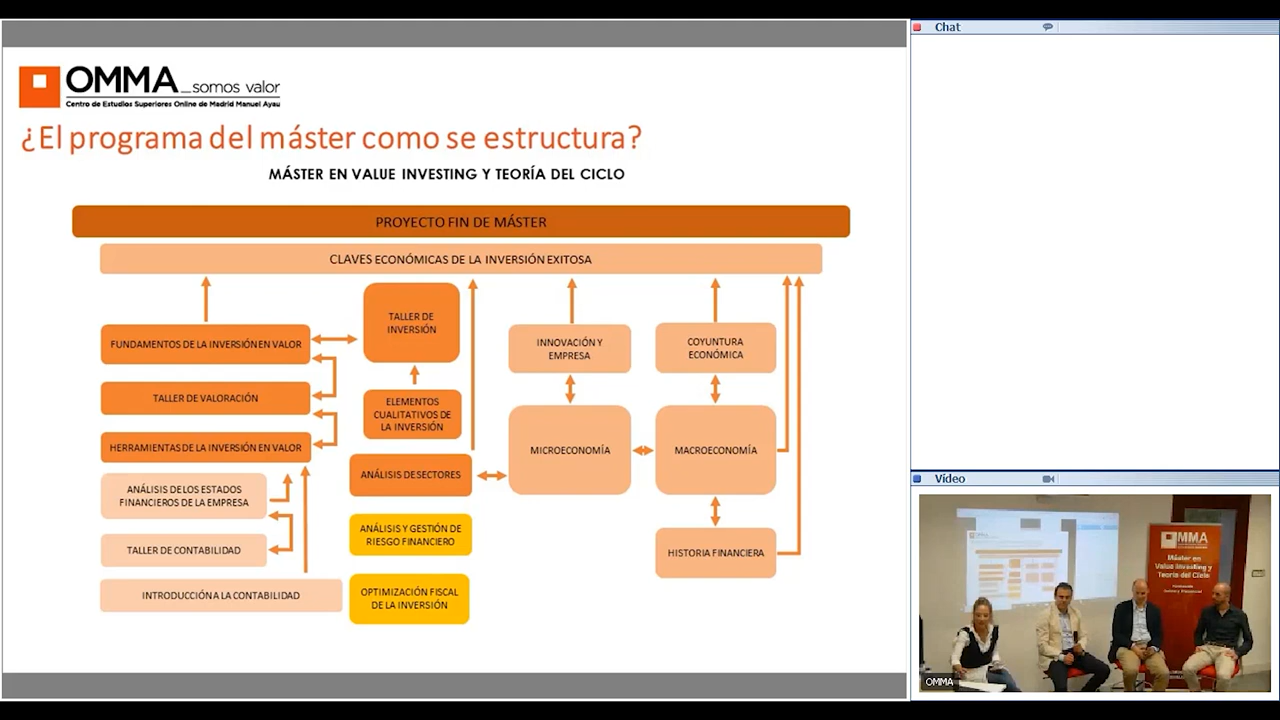 OMMA_somos valor
Centro de Estudios Superiores Online de Madrid Manuel Ayau
¿El programa del máster como se estructura?
MÁSTER EN VALUE INVESTING Y TEORÍA DEL CICLO
PROYECTO FIN DE MÁSTER
CLAVES ECONÓMICAS DE LA INVERSIÓN EXITOSA
FUNDAMENTOS DE LA INVERSIÓN EN VALOR
TALLER DE VALORACIÓN
HERRAMIENTAS DE LA INVERSIÓN EN VALOR
ANÁLISIS DE LOS ESTADOS
FINANCIEROS DE LA EMPRESA
TALLER DE CONTABILIDAD
INTRODUCCIÓN A LA CONTABILIDAD
TALLER DE
INVERSIÓN
ELEMENTOS
CUALITATIVOS DE
LA INVERSIÓN
ANÁLISIS DE SECTORES
ANÁLISIS Y GESTIÓN DE
RIESGO FINANCIERO
OPTIMIZACIÓN FISCAL
DE LA INVERSIÓN
INNOVACIÓN Y
EMPRESA
MICROECONOMÍA
COYUNTURA
ECONÓMICA
MACROECONOMÍA
HISTORIA FINANCIERA
Chat
Vídeo
OMMA
Máster en
Value Investing y
Teoría del Ciclo
OMMA